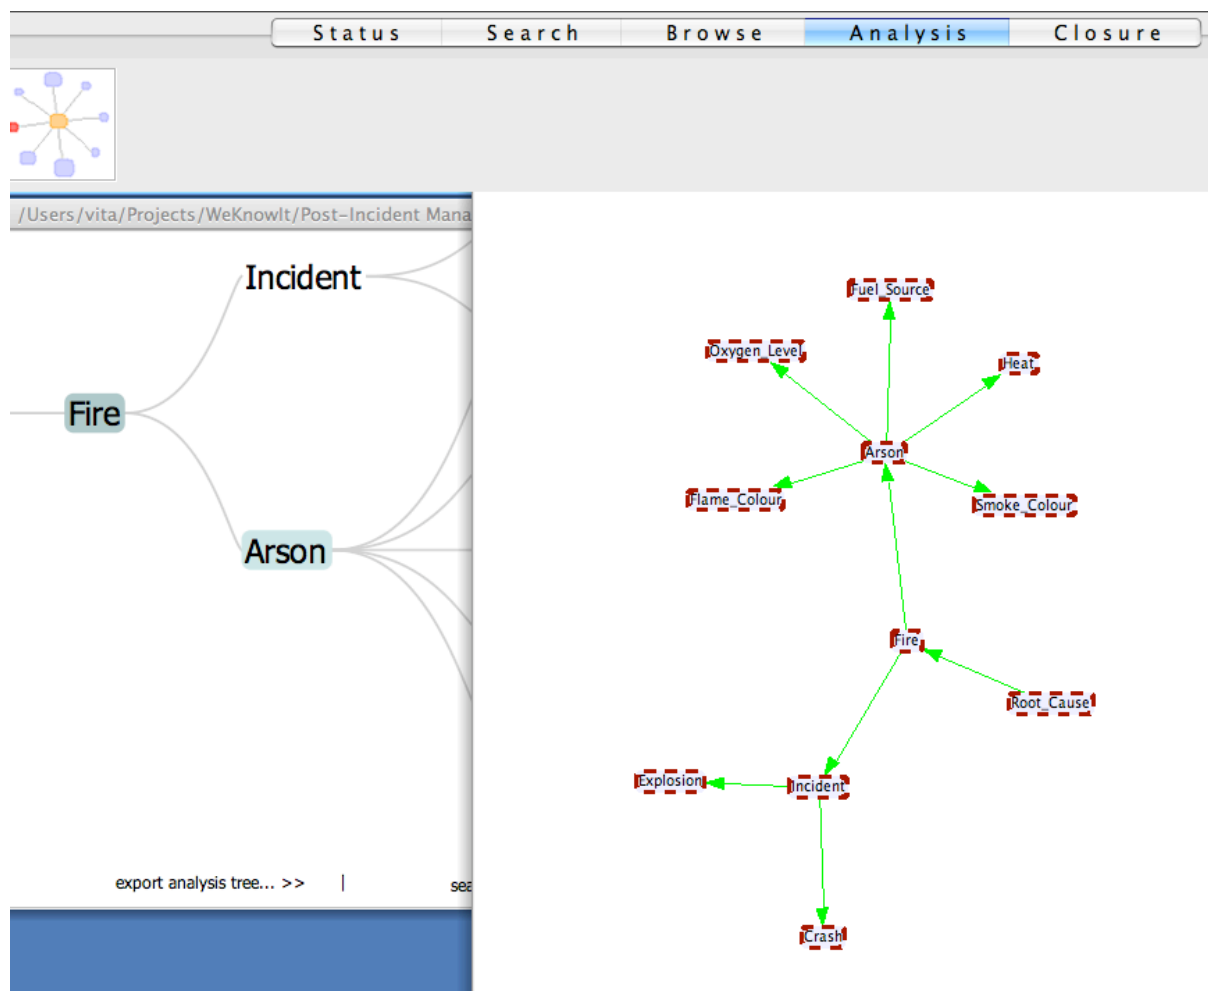 Status Search Browse Analysis Closure
/Users/vita/Projects/WeKnowIt/Post-Incident Mana
Incident
Fire
Arson
export analysis tree... >> |
sea
Fuel_Source
Oxygen_Level
Heat
Arson
Flame_Colour
Smoke_Colour
Fire
Root_Cause
Explosion
Incident
Crash